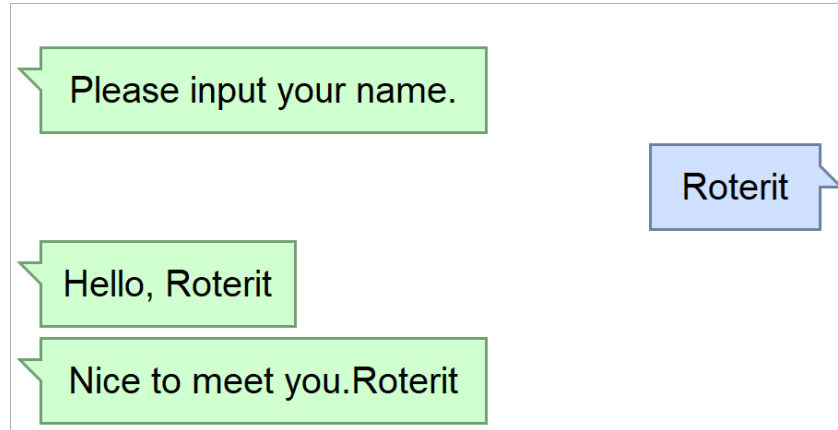 Please input your name.
Roterit
Hello, Roterit
Nice to meet you.Roterit